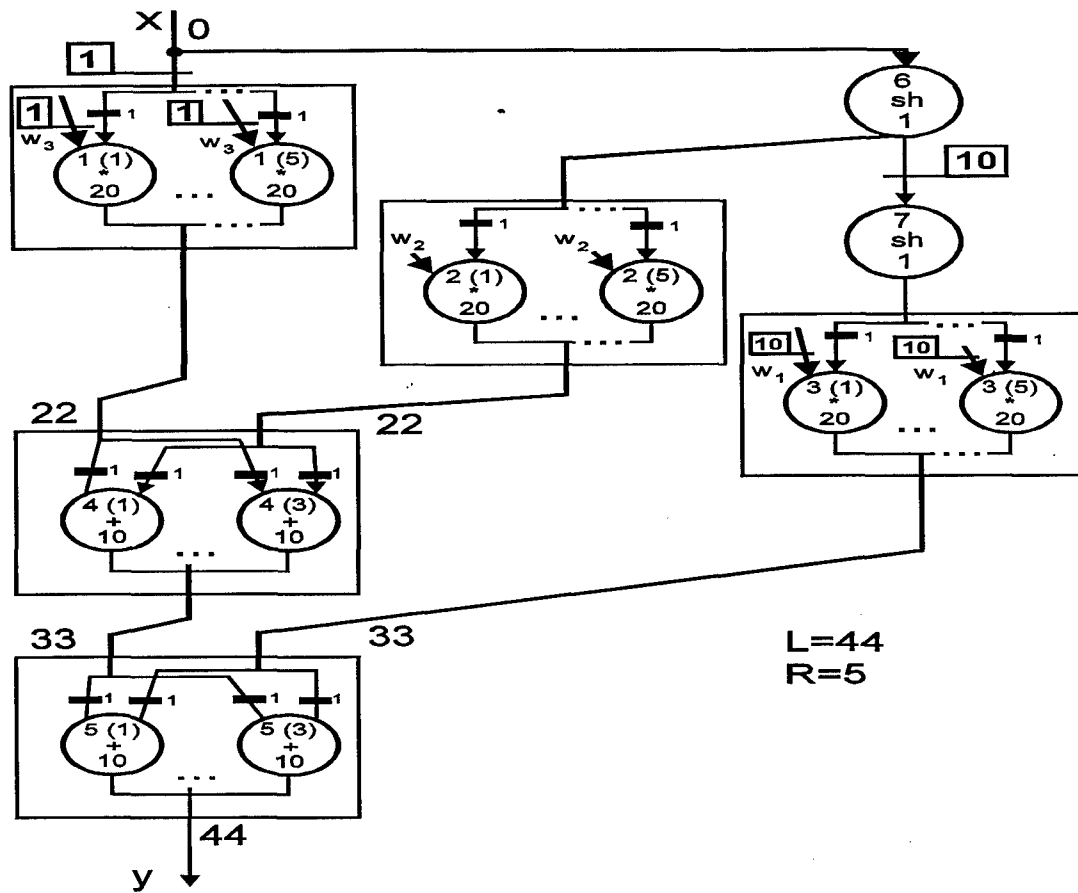 X 0
1
6
sh
1
1 1 1 1
w3 w3
1 (1) 1 (5)
* *
20 ... 20
10
7
sh
1
1 1
w2 w2
2 (1) 2 (5)
* *
20 ... 20
10 1 10 1
w1 w1
3 (1) 3 (5)
* *
20 ... 20
22 22
1 1 1 1
4 (1) 4 (3)
+ +
10 ... 10
33 33
L=44
R=5
1 1 1 1
5 (1) 5 (3)
+ +
10 ... 10
44
y